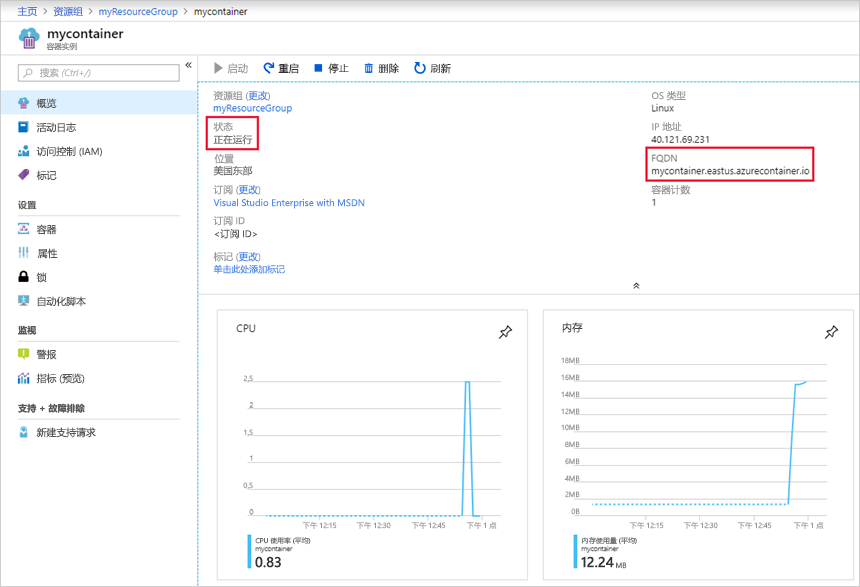 主页 > 资源组 > myResourceGroup > mycontainer
mycontainer
容器实例
搜索 (Ctrl+/)
«
概览
活动日志
访问控制 (IAM)
标记
设置
容器
属性
锁
自动化脚本
监视
警报
指标 (预览)
支持 + 故障排除
新建支持请求
启动 重启 停止 删除 刷新
资源组 (更改)
myResourceGroup
状态
正在运行
位置
美国东部
订阅 (更改)
Visual Studio Enterprise with MSDN
订阅 ID
<订阅 ID>
标记 (更改)
单击此处添加标记
OS 类型
Linux
IP 地址
40.121.69.231
FQDN
mycontainer.eastus.azurecontainer.io
容器计数
1
CPU
2,5
2
1,5
1
0,5
0
下午 12:15 下午 12:30 下午 12:45 下午 1 点
CPU 使用率 (平均)
mycontainer
0.83
内存
18MB
16MB
14MB
12MB
10MB
8MB
6MB
4MB
2MB
0B
下午 12:15 下午 12:30 下午 12:45 下午 1 点
内存使用量 (平均)
mycontainer
12.24 MB